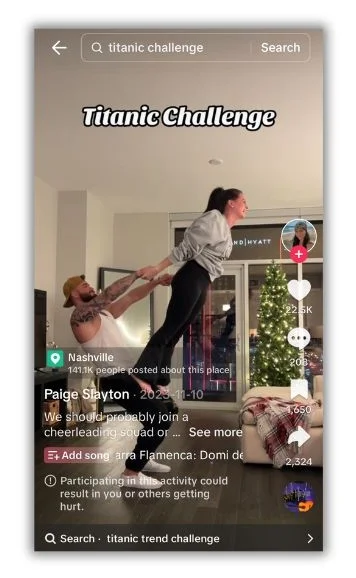 titanic challenge
Search
Titanic Challenge
ND|HYATT
22.5K
208
Nashville
141.1K people posted about this place
1,650
Paige Slayton · 2023-11-10
We should probably join a
cheerleading squad or ... See more
2,324
Add song arra Flamenca: Domi de
Participating in this activity could
result in you or others getting
hurt.
Search · titanic trend challenge